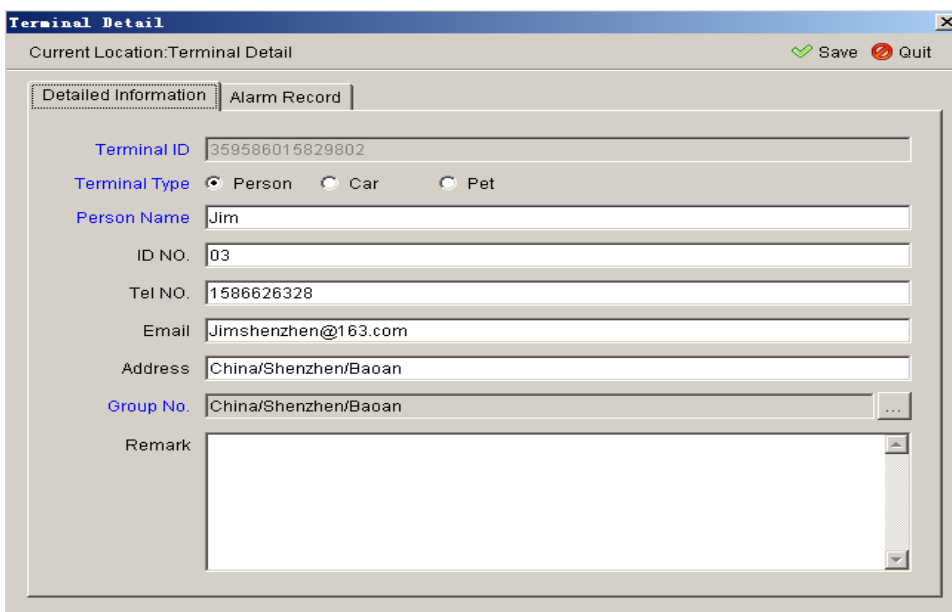 Terminal Detail
Current Location:Terminal Detail Save Quit
Detailed Information Alarm Record
Terminal ID 359586015829802
Terminal Type Person Car Pet
Person Name Jim
ID NO. 03
Tel NO. 1586626328
Email Jimshenzhen@163.com
Address China/Shenzhen/Baoan
Group No. China/Shenzhen/Baoan ...
Remark